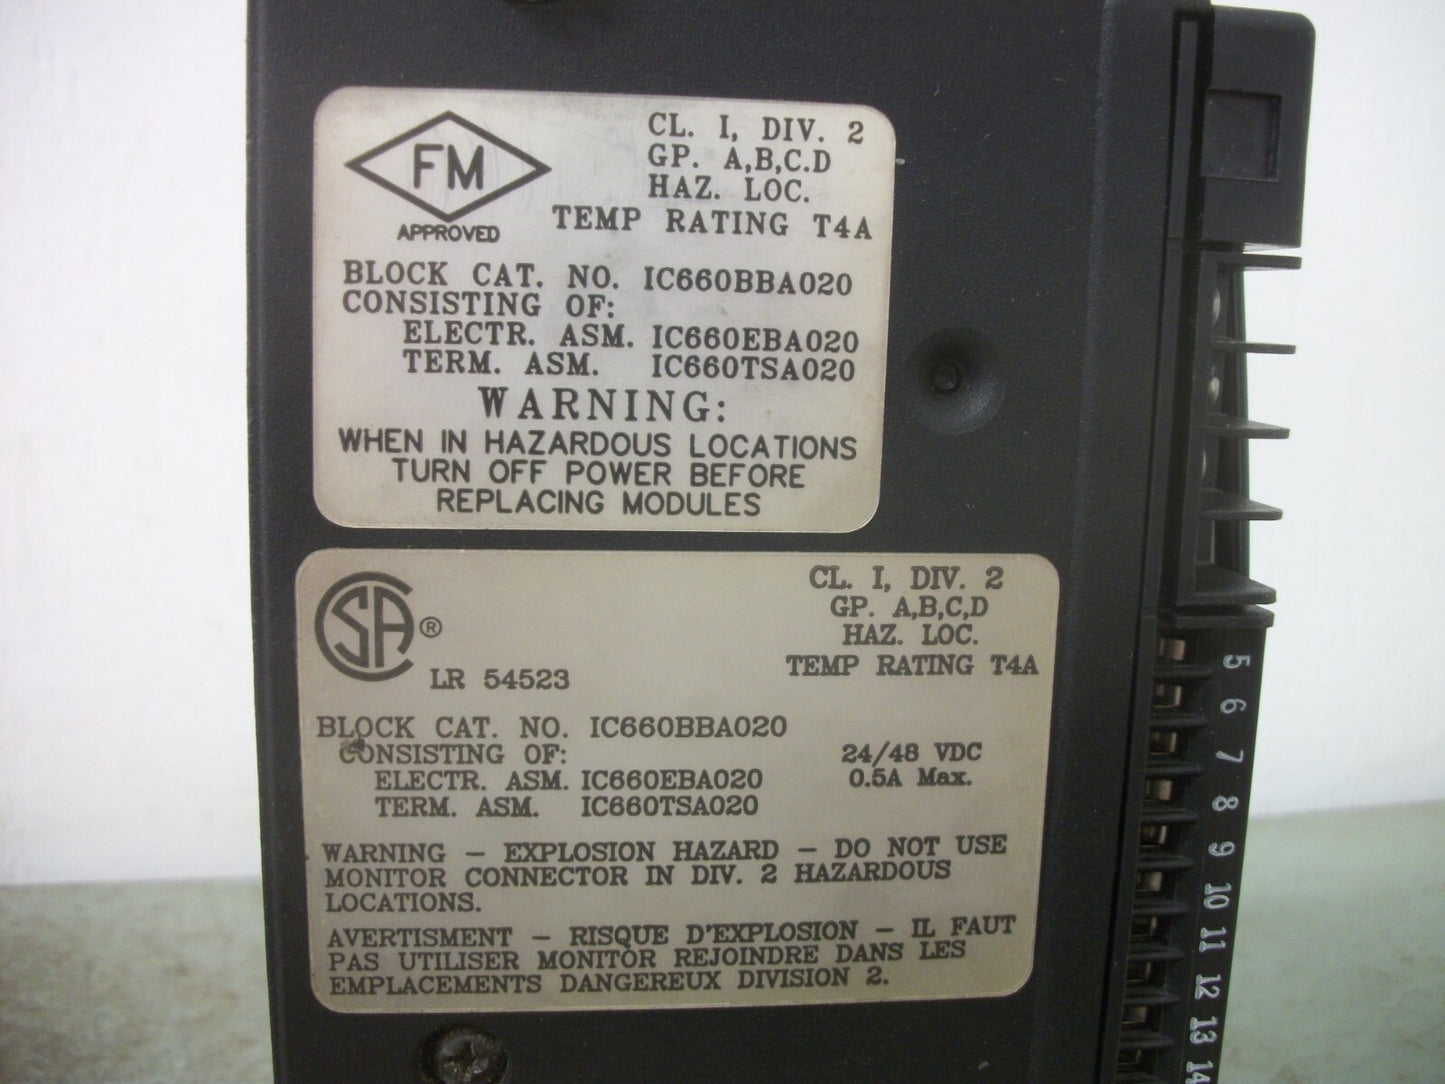 FM
APPROVED
CL. I, DIV. 2
GP. A,B,C.D
HAZ. LOC.
TEMP RATING T4A
BLOCK CAT. NO. IC660BBA020
CONSISTING OF:
ELECTR. ASM. IC660EBA020
TERM. ASM. IC660TSA020
WARNING:
WHEN IN HAZARDOUS LOCATIONS
TURN OFF POWER BEFORE
REPLACING MODULES
CSA ®
LR 54523
CL. I, DIV. 2
GP. A,B,C,D
HAZ. LOC.
TEMP RATING T4A
BLOCK CAT. NO. IC660BBA020
CONSISTING OF:
ELECTR. ASM. IC660EBA020
TERM. ASM. IC660TSA020
24/48 VDC
0.5A Max.
WARNING - EXPLOSION HAZARD - DO NOT USE
MONITOR CONNECTOR IN DIV. 2 HAZARDOUS
LOCATIONS.
AVERTISMENT - RISQUE D'EXPLOSION - IL FAUT
PAS UTILISER MONITOR REJOINDRE DANS LES
EMPLACEMENTS DANGEREUX DIVISION 2.
5
6
7
8
9
10
11
12
13
14